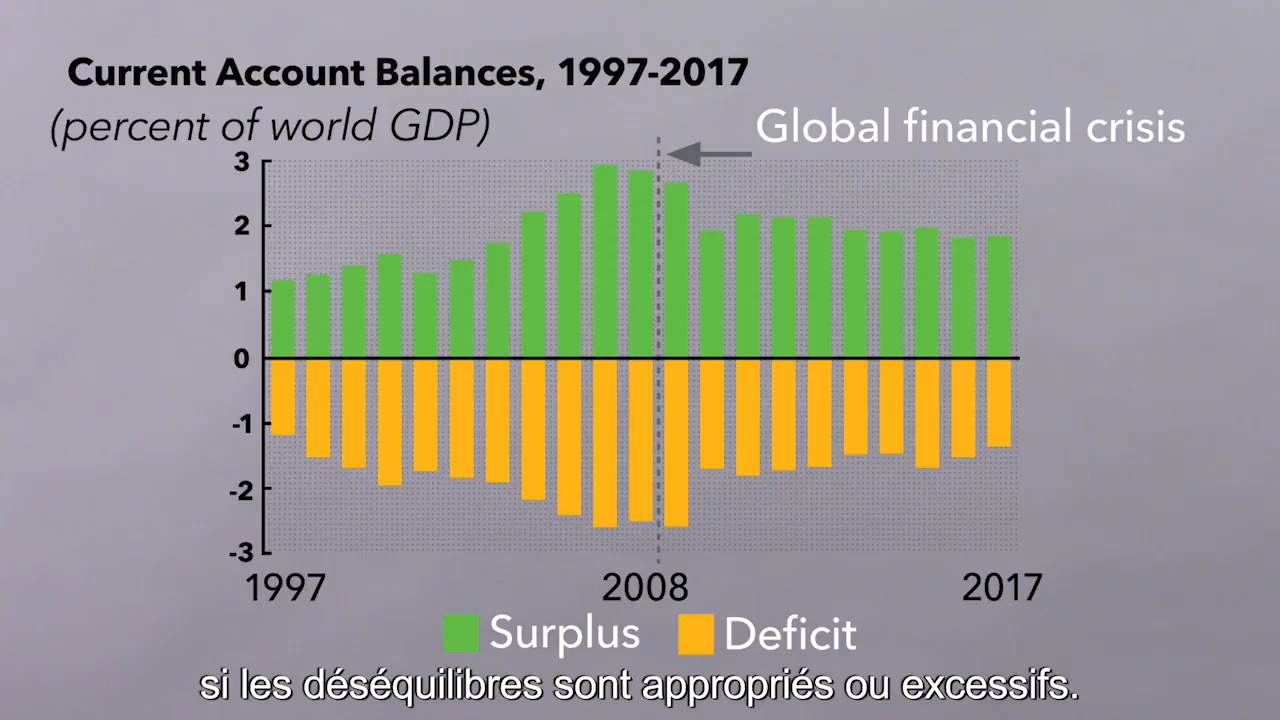 Current Account Balances, 1997-2017
(percent of world GDP)
Global financial crisis
3
2
1
0
-1
-2
-3
1997 2008 2017
Surplus Deficit
si les déséquilibres sont appropriés ou excessifs.